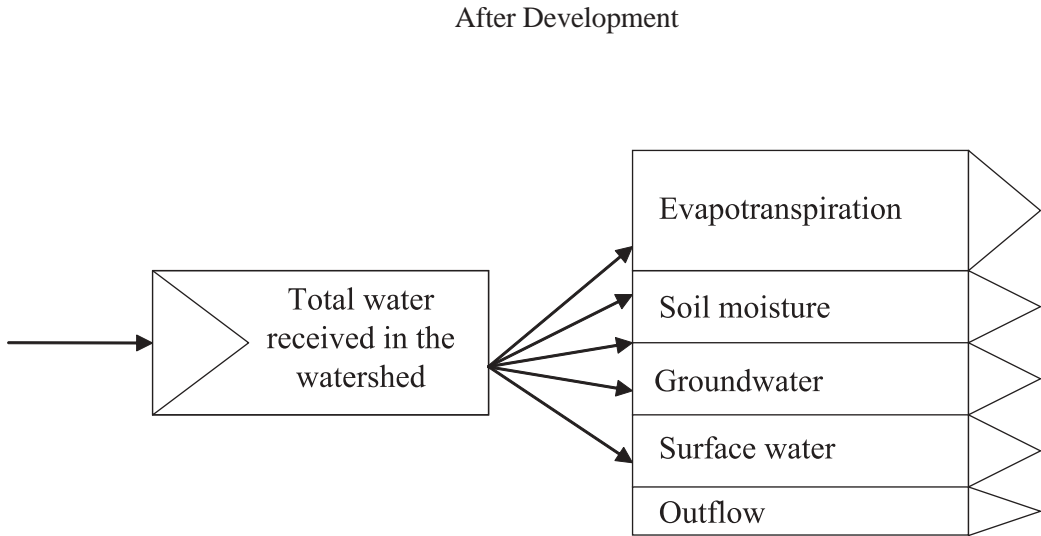 After Development
Total water
received in the
watershed
Evapotranspiration
Soil moisture
Groundwater
Surface water
Outflow